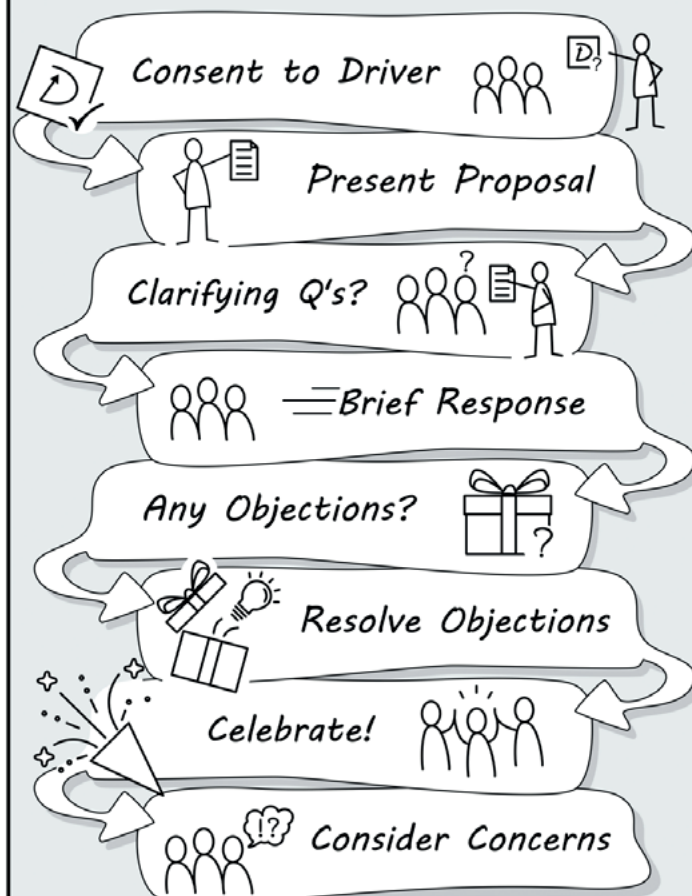 D
D?
Consent to Driver
Present Proposal
?
Clarifying Q's?
Brief Response
Any Objections?
?
Resolve Objections
Celebrate!
!?
Consider Concerns